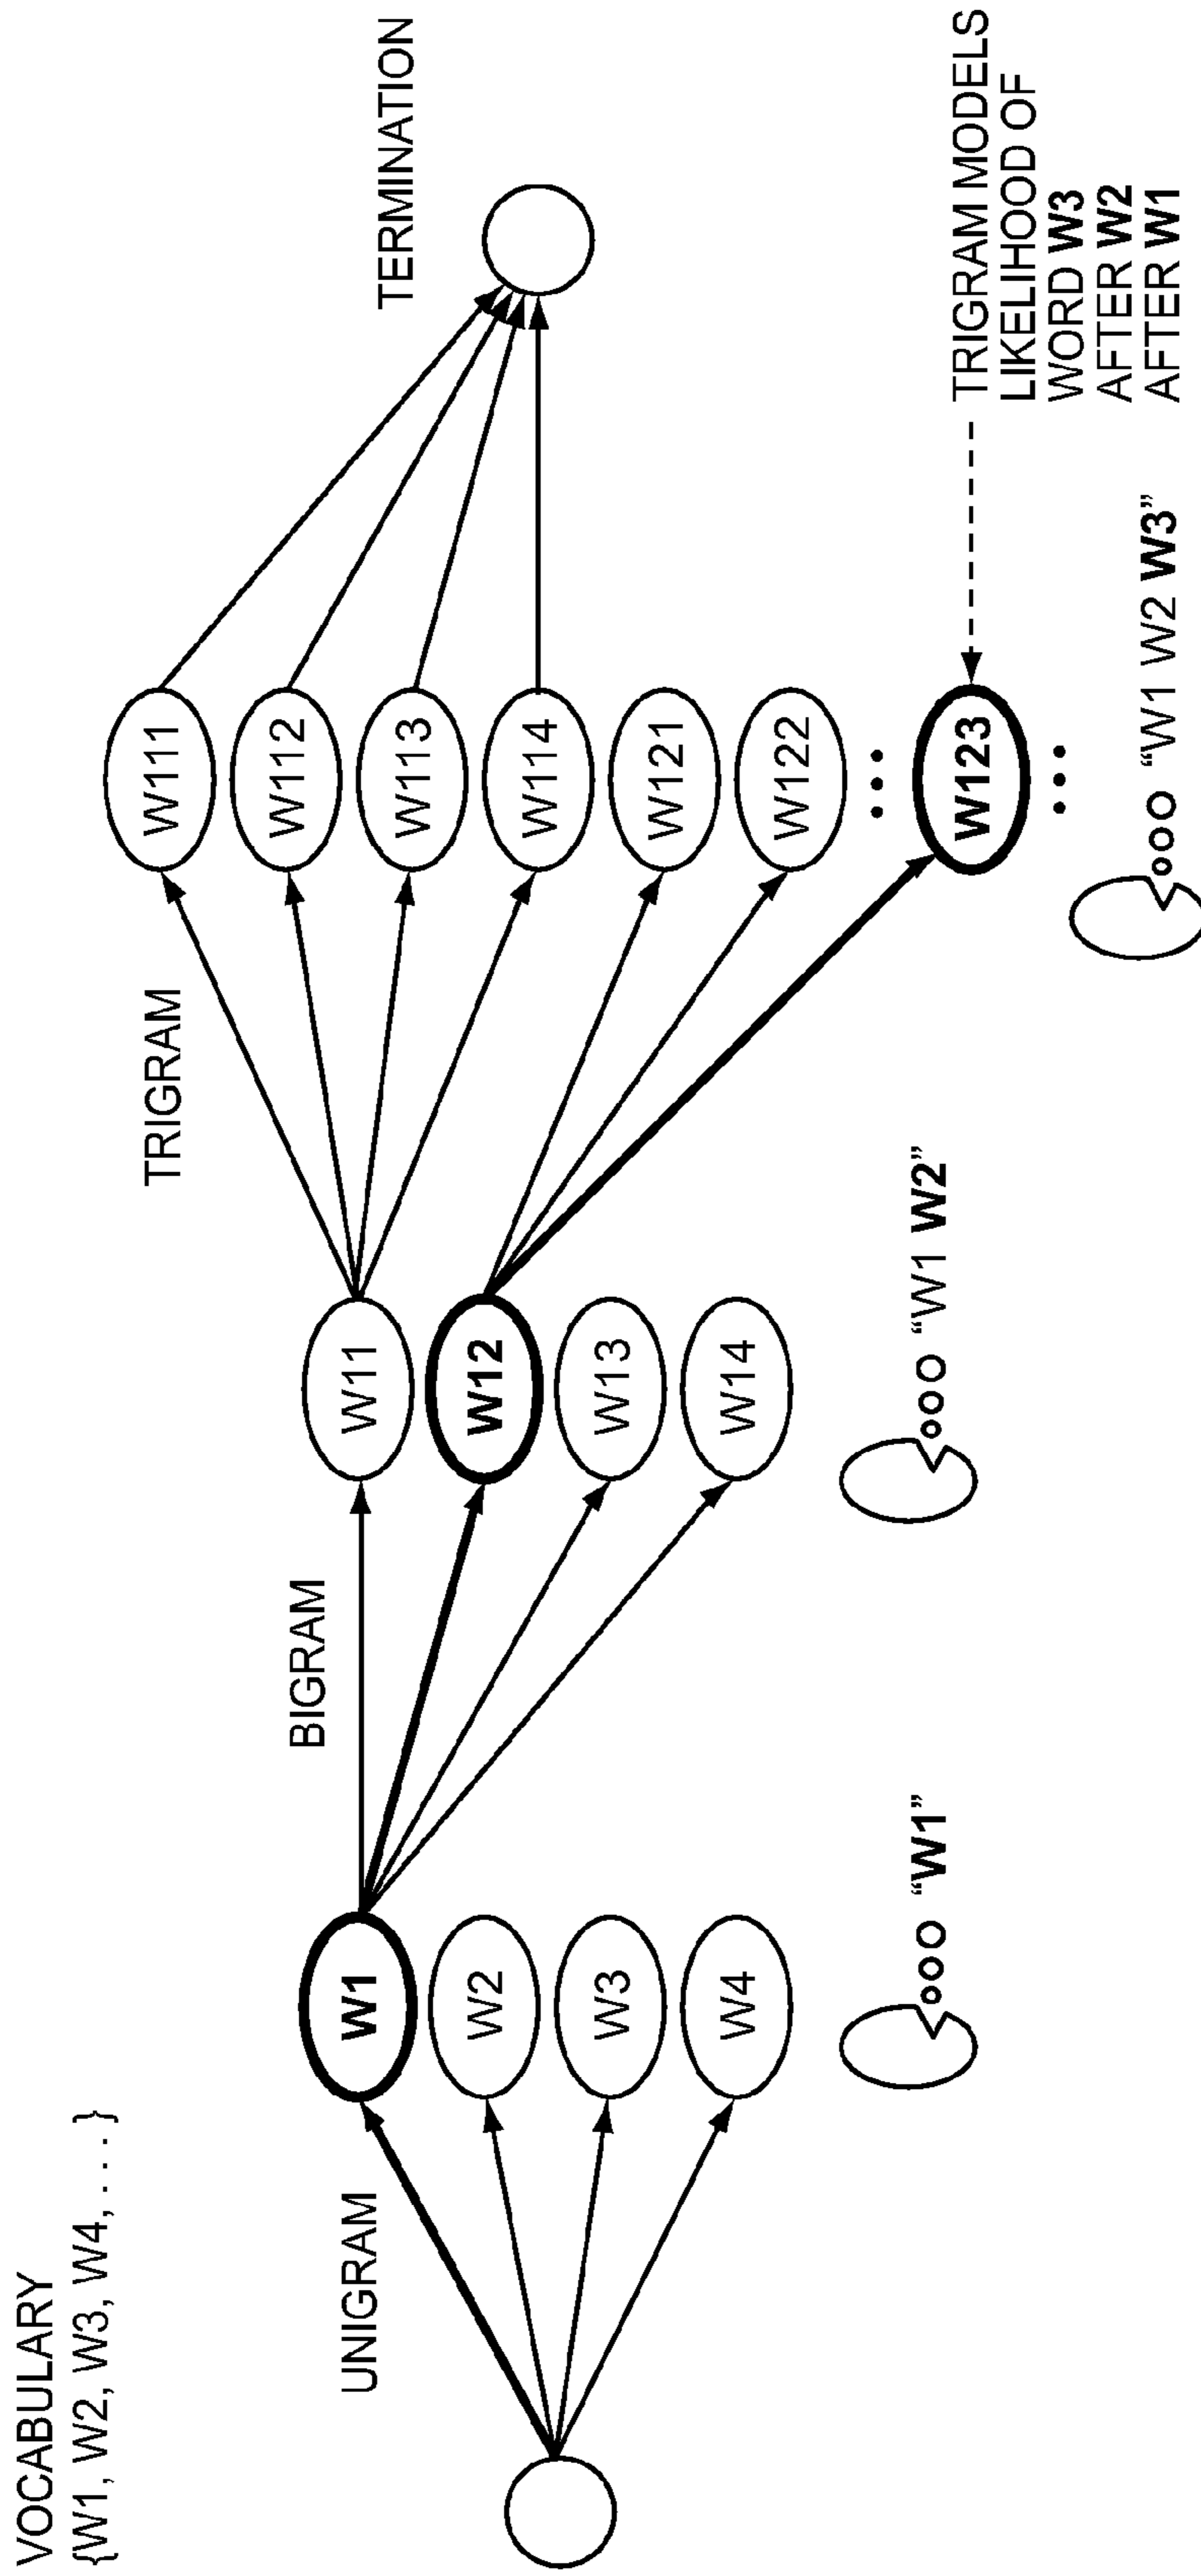 VOCABULARY
{W1, W2, W3, W4, . . . }
UNIGRAM
W1
W2
W3
W4
“W1”
BIGRAM
W11
W12
W13
W14
“W1 W2”
TRIGRAM
W111
W112
W113
W114
W121
W122
W123
“W1 W2 W3”
TERMINATION
TRIGRAM MODELS
LIKELIHOOD OF
WORD W3
AFTER W2
AFTER W1